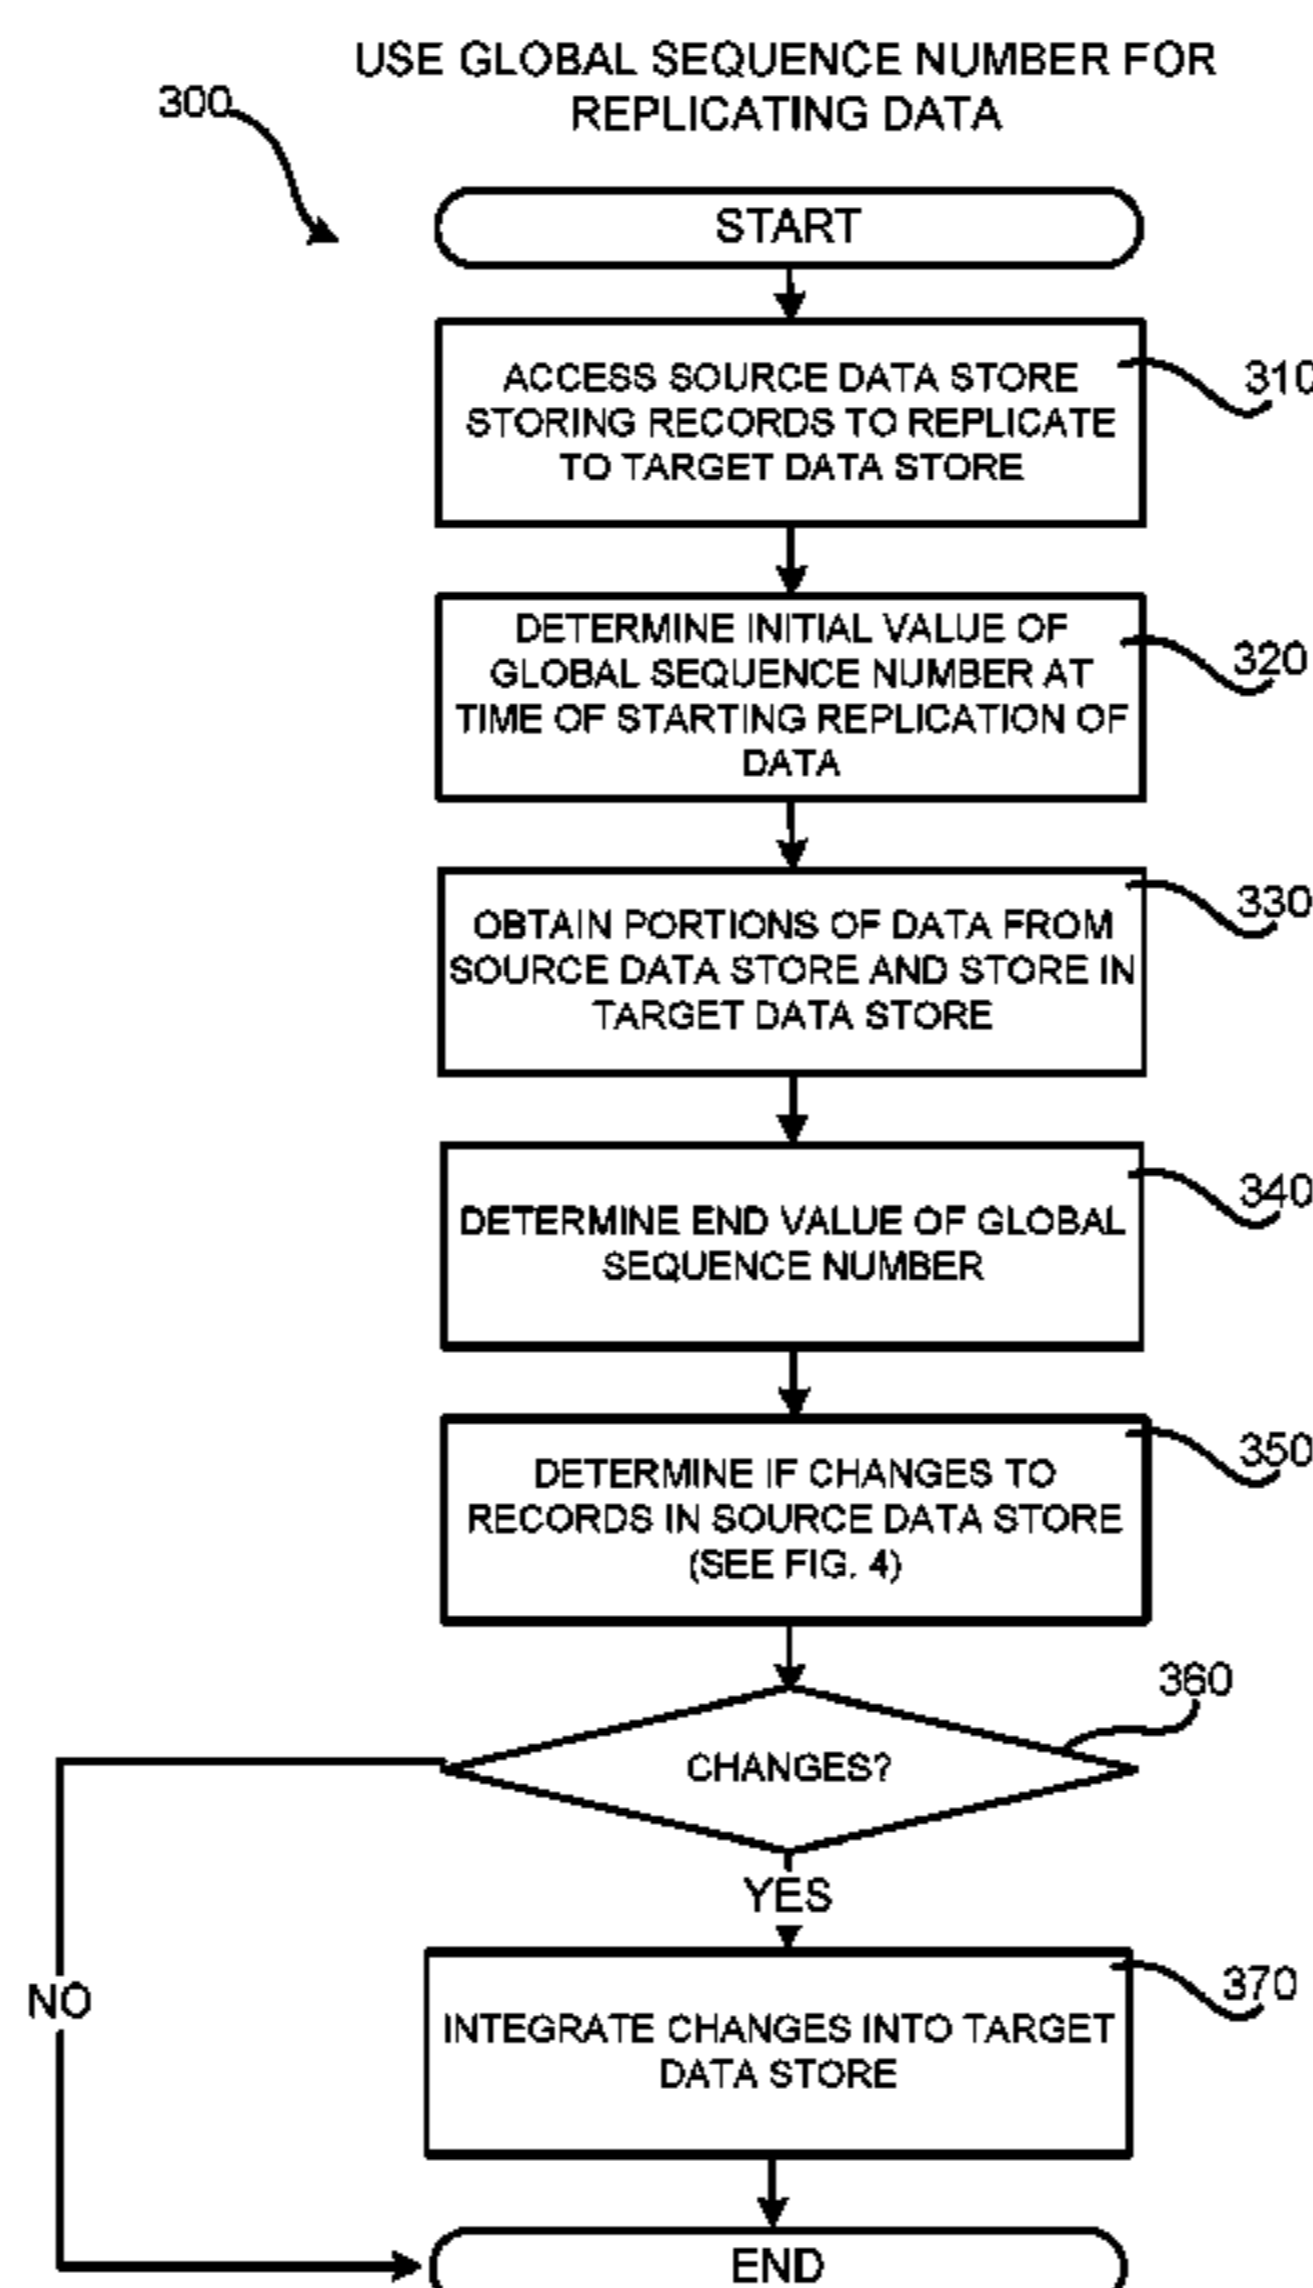 USE GLOBAL SEQUENCE NUMBER FOR
REPLICATING DATA
300
START
ACCESS SOURCE DATA STORE
STORING RECORDS TO REPLICATE
TO TARGET DATA STORE
310
DETERMINE INITIAL VALUE OF
GLOBAL SEQUENCE NUMBER AT
TIME OF STARTING REPLICATION OF
DATA
320
OBTAIN PORTIONS OF DATA FROM
SOURCE DATA STORE AND STORE IN
TARGET DATA STORE
330
DETERMINE END VALUE OF GLOBAL
SEQUENCE NUMBER
340
DETERMINE IF CHANGES TO
RECORDS IN SOURCE DATA STORE
(SEE FIG. 4)
350
CHANGES?
360
YES
NO
INTEGRATE CHANGES INTO TARGET
DATA STORE
370
END